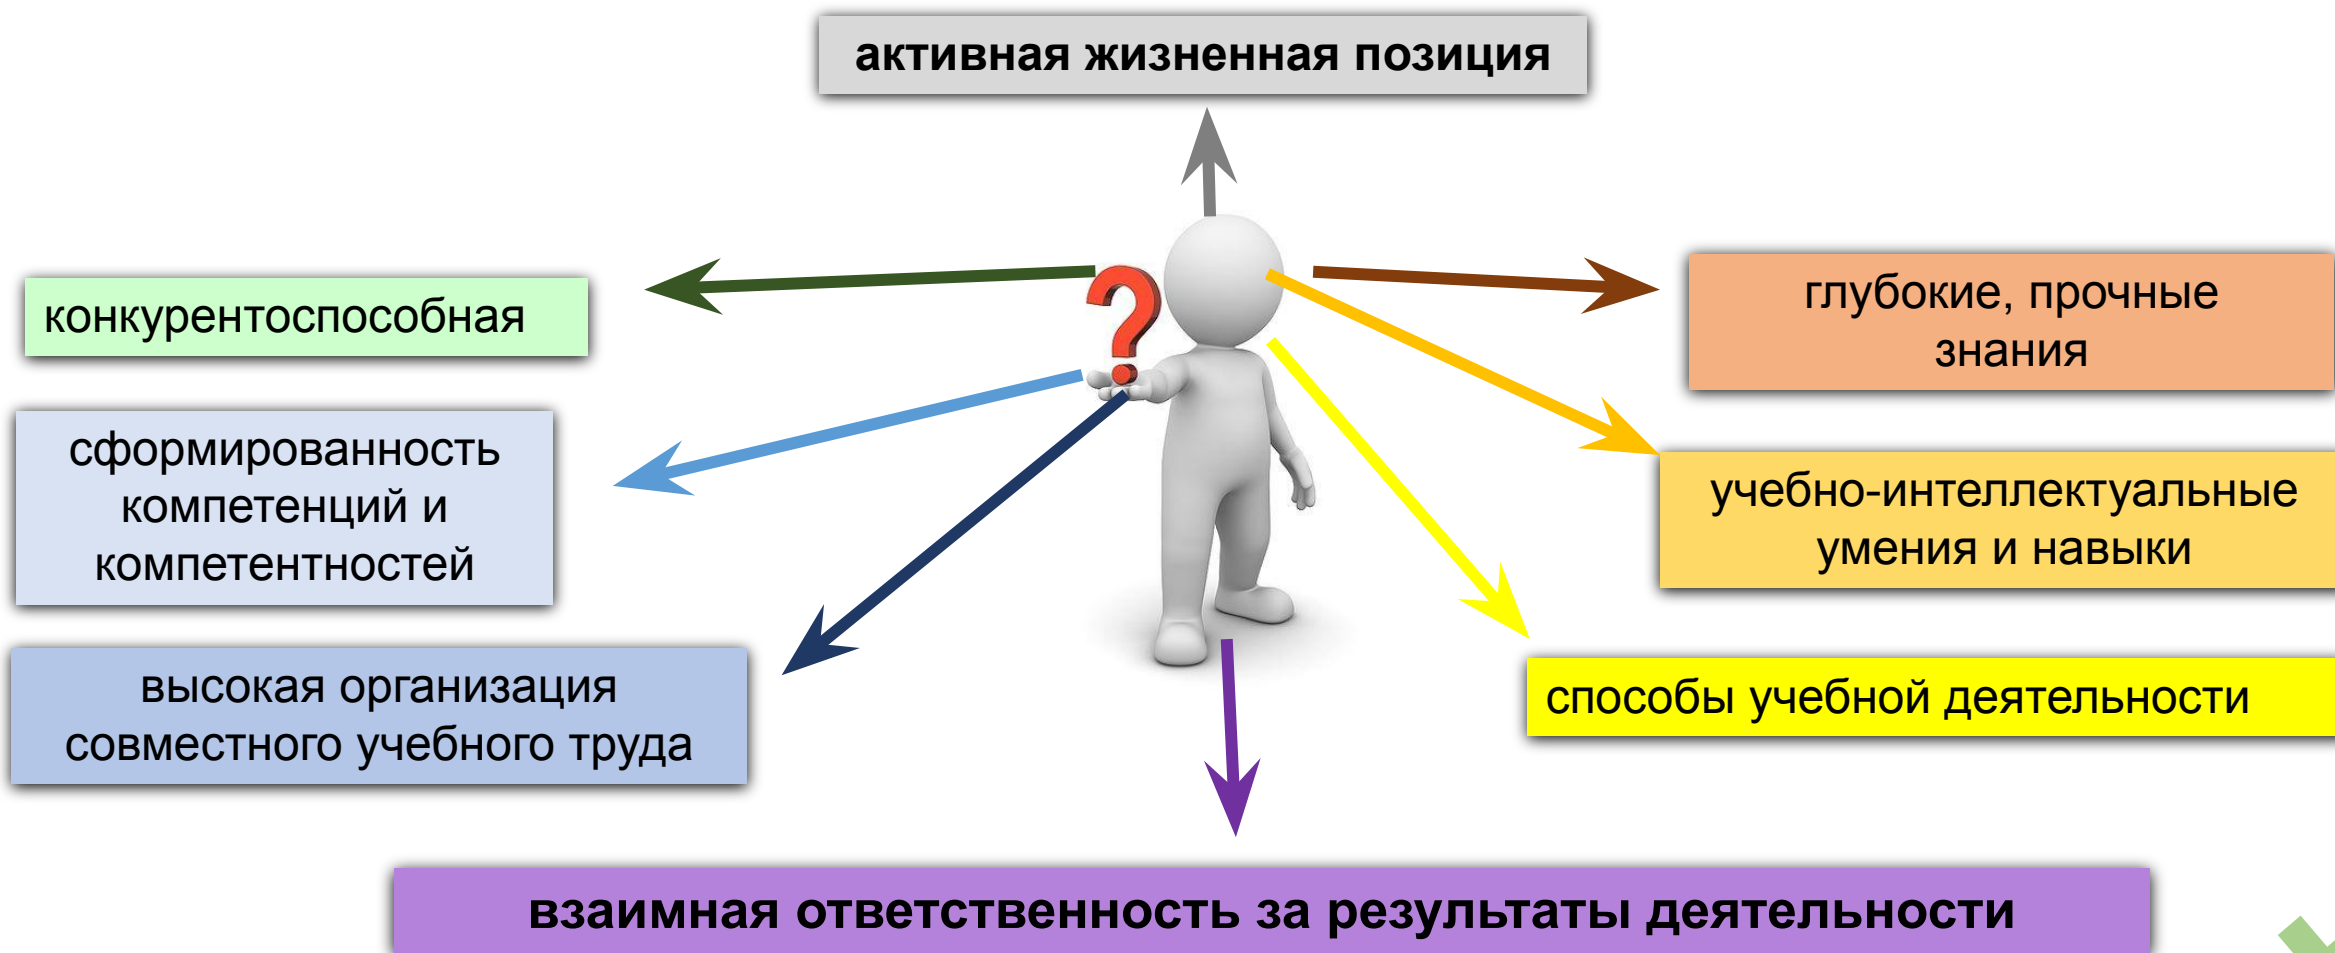 активная жизненная позиция
конкурентоспособная
сформированность
компетенций и
компетентностей
высокая организация
совместного учебного труда
глубокие, прочные
знания
учебно-интеллектуальные
умения и навыки
способы учебной деятельности
взаимная ответственность за результаты деятельности